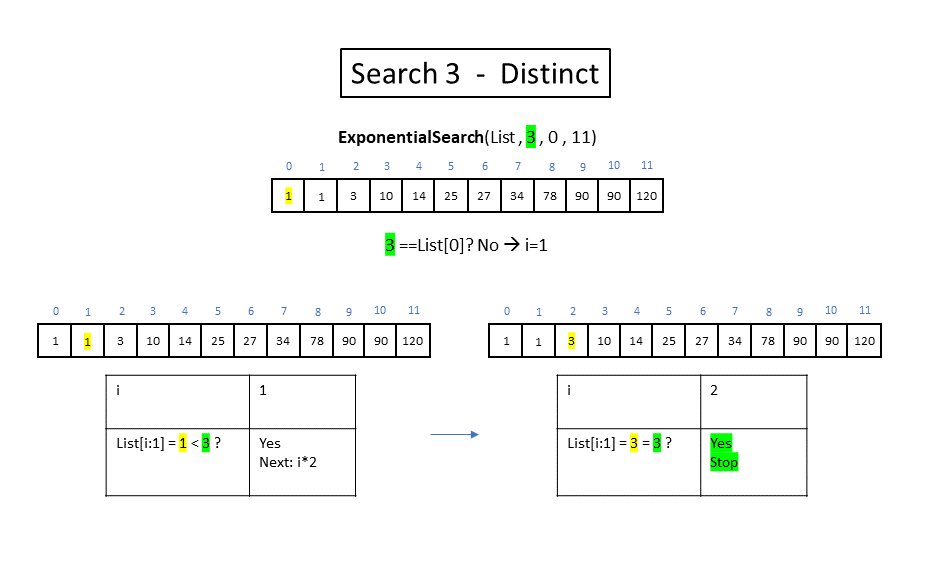 Search 3 - Distinct
ExponentialSearch(List , 3 , 0 , 11)
0 1 2 3 4 5 6 7 8 9 10 11
1 1 3 10 14 25 27 34 78 90 90 120
3 ==List[0]? No → i=1
0 1 2 3 4 5 6 7 8 9 10 11
1 1 3 10 14 25 27 34 78 90 90 120
i 1
List[i:1] = 1 < 3 ? Yes
Next: i*2
0 1 2 3 4 5 6 7 8 9 10 11
1 1 3 10 14 25 27 34 78 90 90 120
i 2
List[i:1] = 3 = 3 ? Yes
Stop